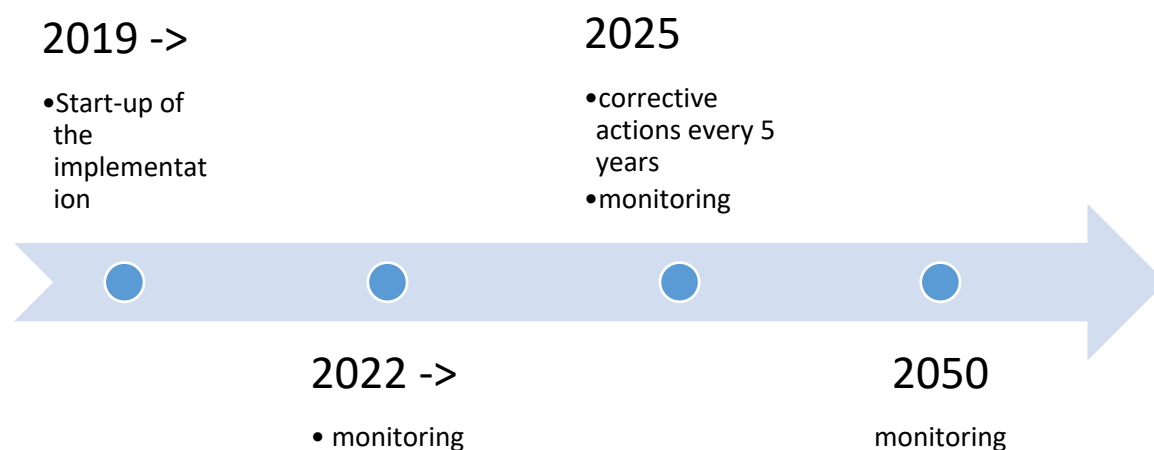 2019 ->
•Start-up of
the
implementat
ion
2022 ->
• monitoring
2025
•corrective
actions every 5
years
•monitoring
2050
monitoring